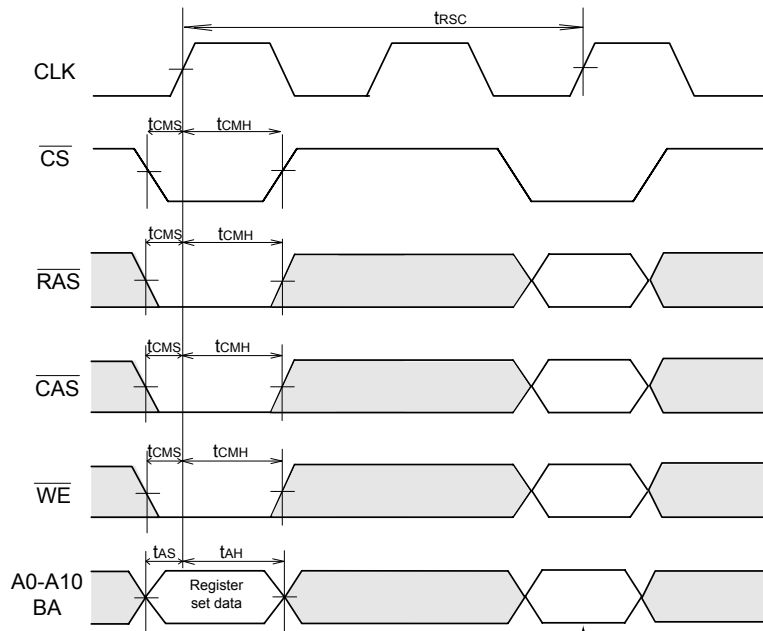 tRSC
CLK
tCMS tCMH
CS
tCMS tCMH
RAS
tCMS tCMH
CAS
tCMS tCMH
WE
tAS tAH
A0-A10
BA
Register
set data